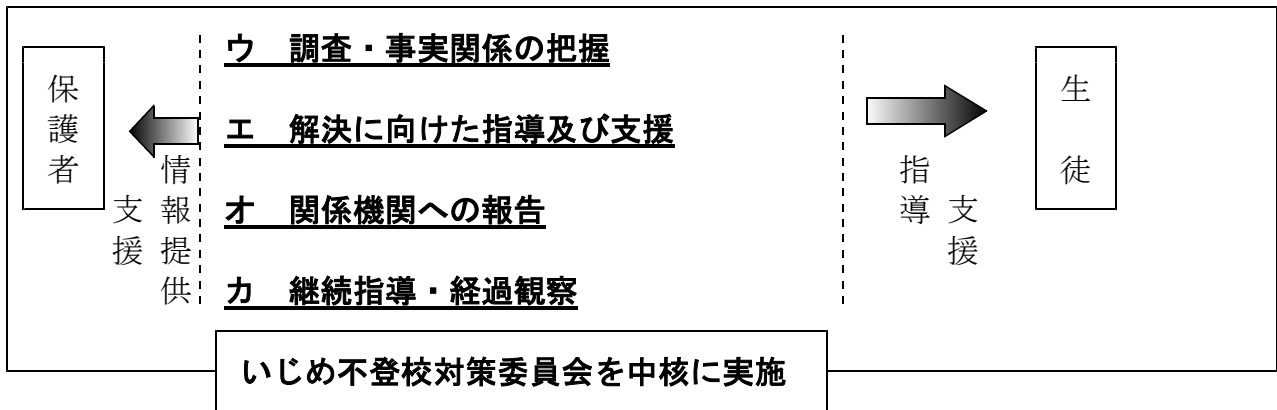 保護者
情報提供
支援
ウ　調査・事実関係の把握
エ　解決に向けた指導及び支援
オ　関係機関への報告
カ　継続指導・経過観察
指導
支援
生徒
いじめ不登校対策委員会を中核に実施